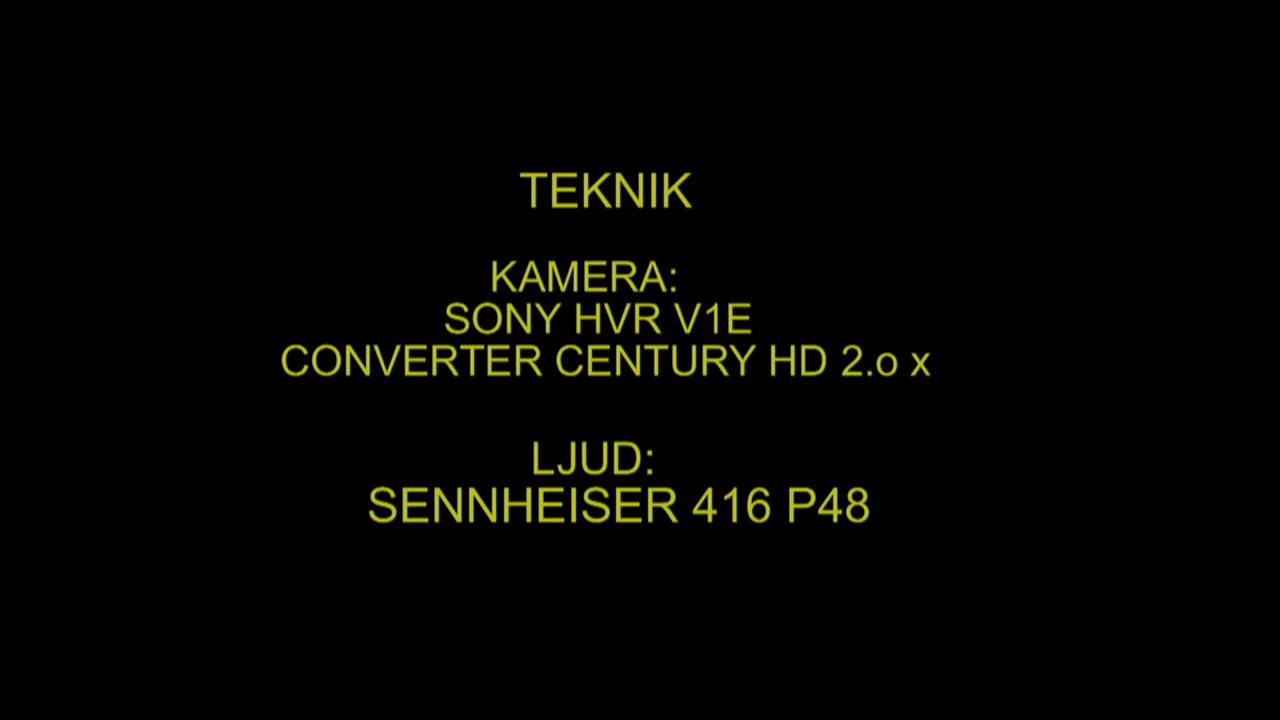 TEKNIK
KAMERA:
SONY HVR V1E
CONVERTER CENTURY HD 2.o x
LJUD:
SENNHEISER 416 P48